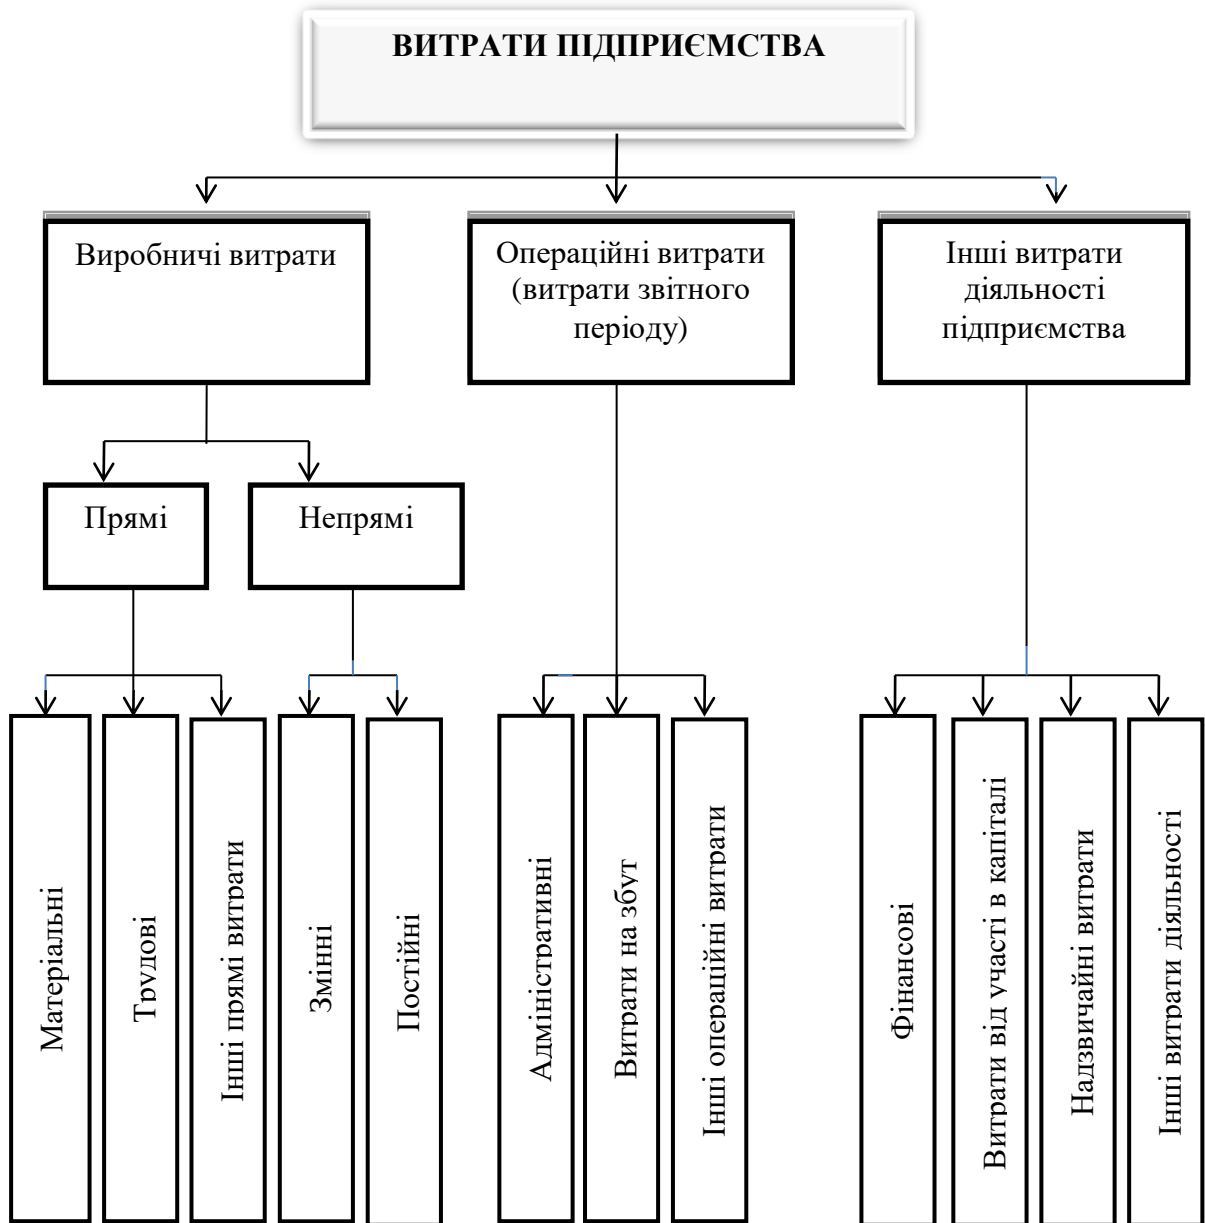 ВИТРАТИ ПІДПРИЄМСТВА
Виробничі витрати
Операційні витрати
(витрати звітного
періоду)
Інші витрати
діяльності
підприємства
Прямі
Непрямі
Матеріальні
Трудові
Інші прямі витрати
Змінні
Постійні
Адміністративні
Витрати на збут
Інші операційні витрати
Фінансові
Витрати від участі в капіталі
Надзвичайні витрати
Інші витрати діяльності